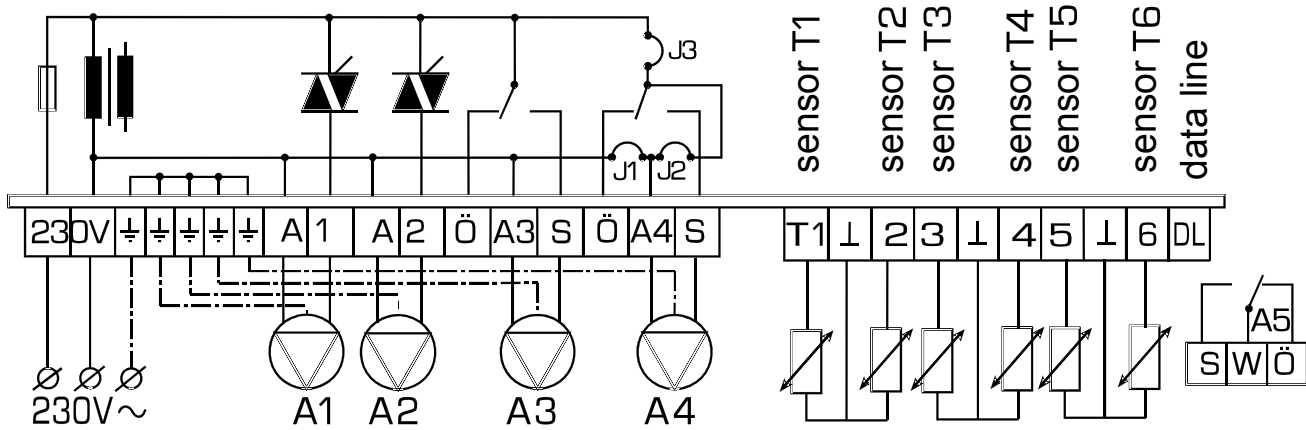 sensor T1
sensor T2
sensor T3
sensor T4
sensor T5
sensor T6
data line
J3
J1 J2
230V A 1 A 2 Ö A3 S Ö A4 S
T1 2 3 4 5 6 DL
A5
S W Ö
230V~
A1 A2 A3 A4